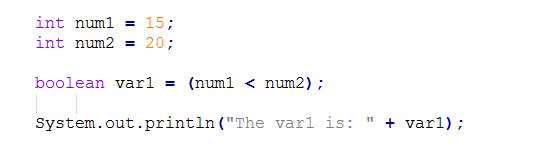 int num1 = 15;
int num2 = 20;
boolean var1 = (num1 < num2);
System.out.println("The var1 is: " + var1);